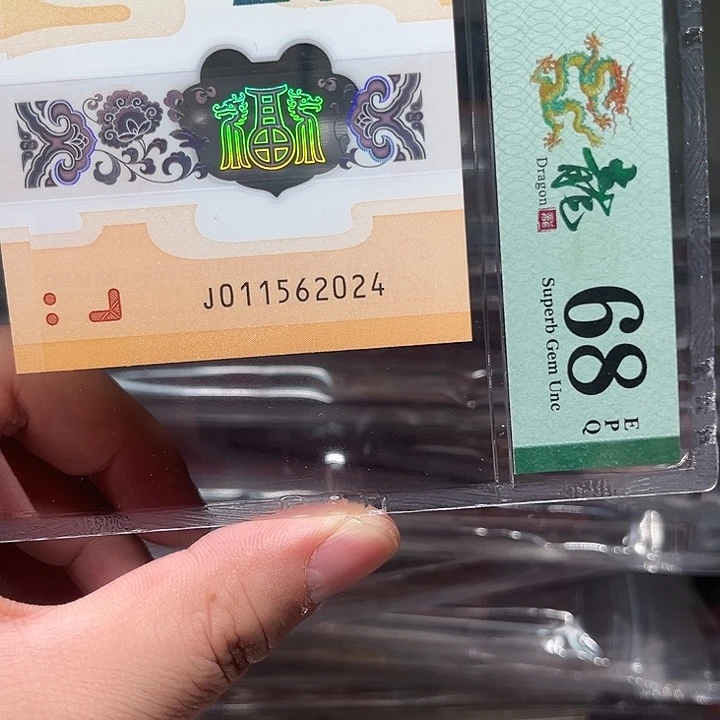 福
J011562024
龍
Dragon
68
EPQ
Superb Gem Unc